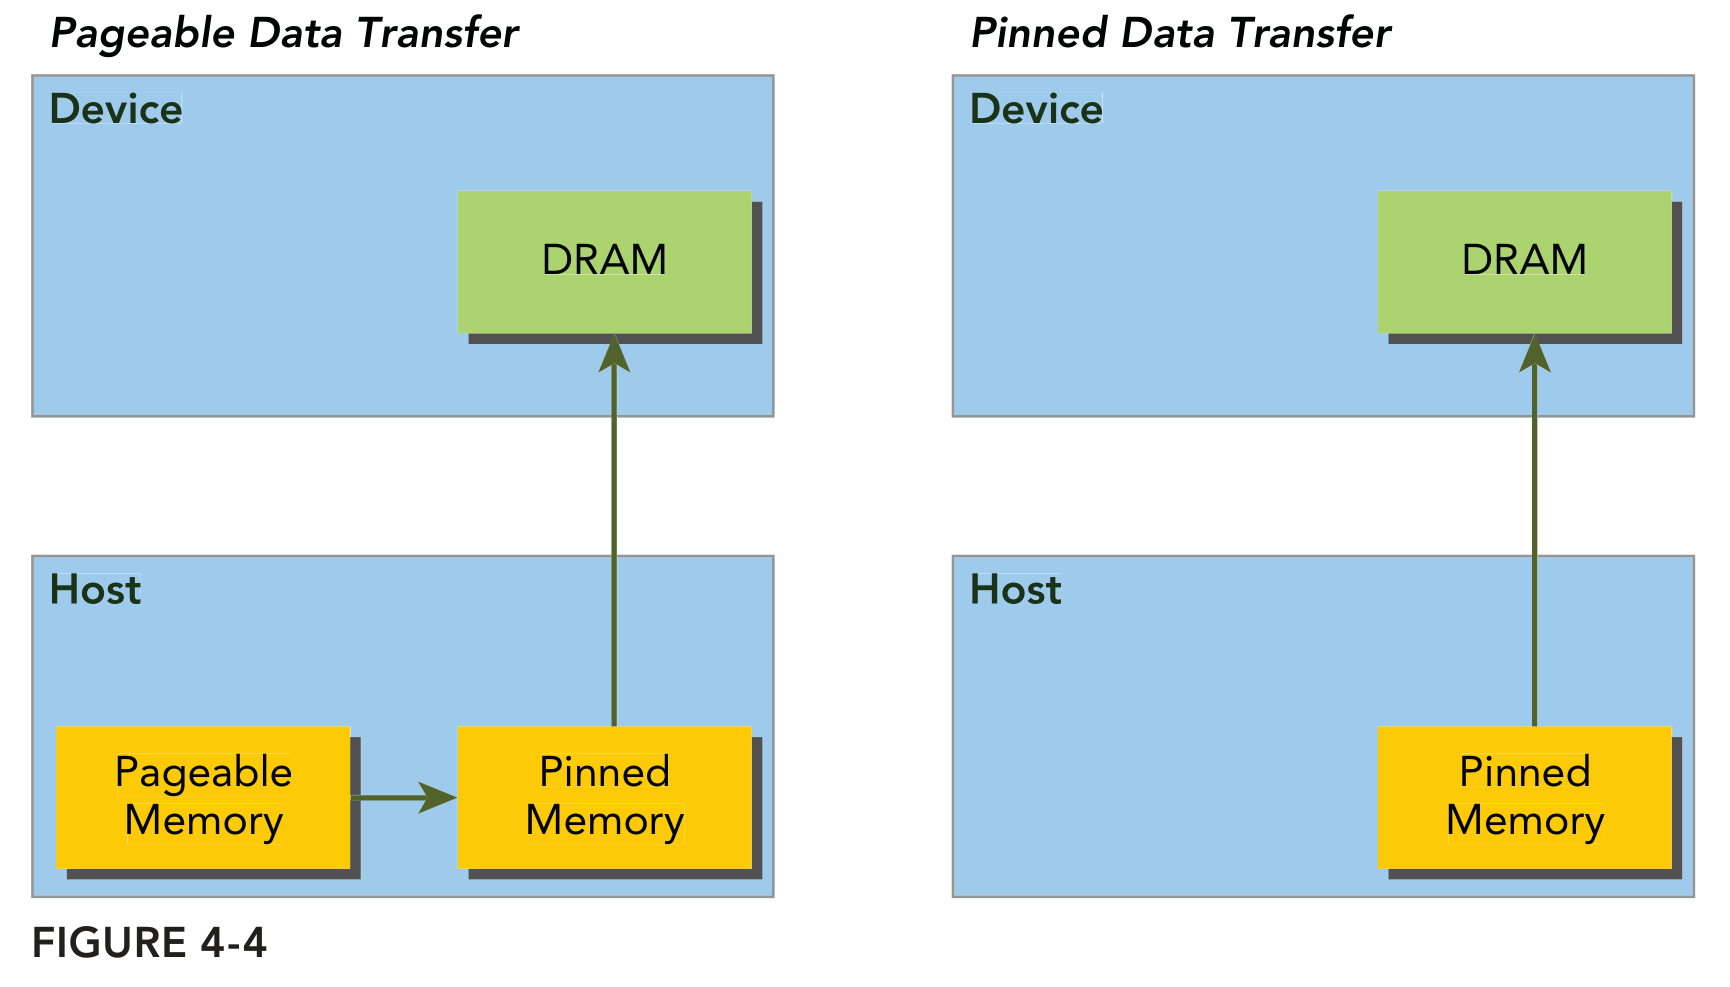 Pageable Data Transfer
Device
DRAM
Host
Pageable
Memory
Pinned
Memory
Pinned Data Transfer
Device
DRAM
Host
Pinned
Memory
FIGURE 4-4